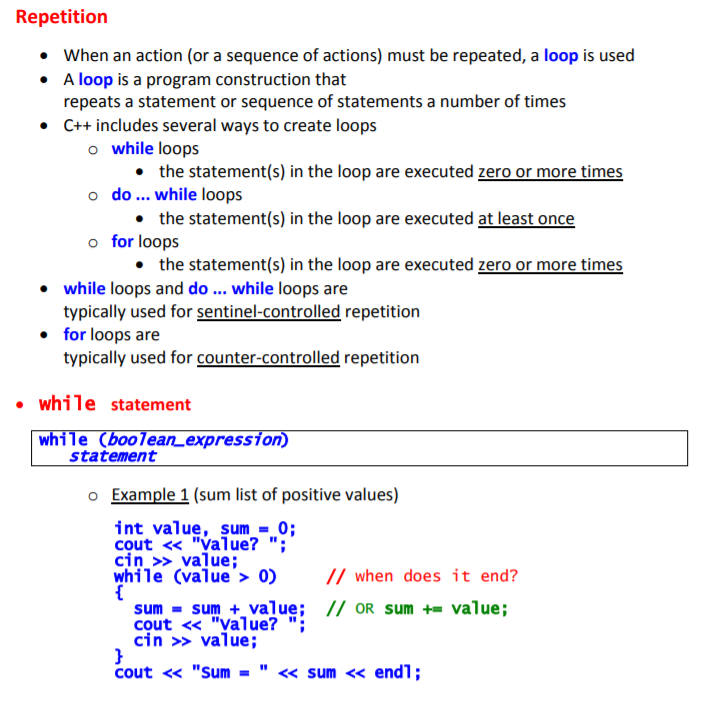 Repetition
• When an action (or a sequence of actions) must be repeated, a loop is used
• A loop is a program construction that
repeats a statement or sequence of statements a number of times
• C++ includes several ways to create loops
o while loops
• the statement(s) in the loop are executed zero or more times
o do ... while loops
• the statement(s) in the loop are executed at least once
o for loops
• the statement(s) in the loop are executed zero or more times
• while loops and do ... while loops are
typically used for sentinel-controlled repetition
• for loops are
typically used for counter-controlled repetition
• while statement
while (boolean_expression)
statement
o Example 1 (sum list of positive values)
int value, sum = 0;
cout << "Value? ";
cin >> value;
while (value > 0) // when does it end?
{
sum = sum + value; // OR sum += value;
cout << "Value? ";
cin >> value;
}
cout << "Sum = " << sum << endl;